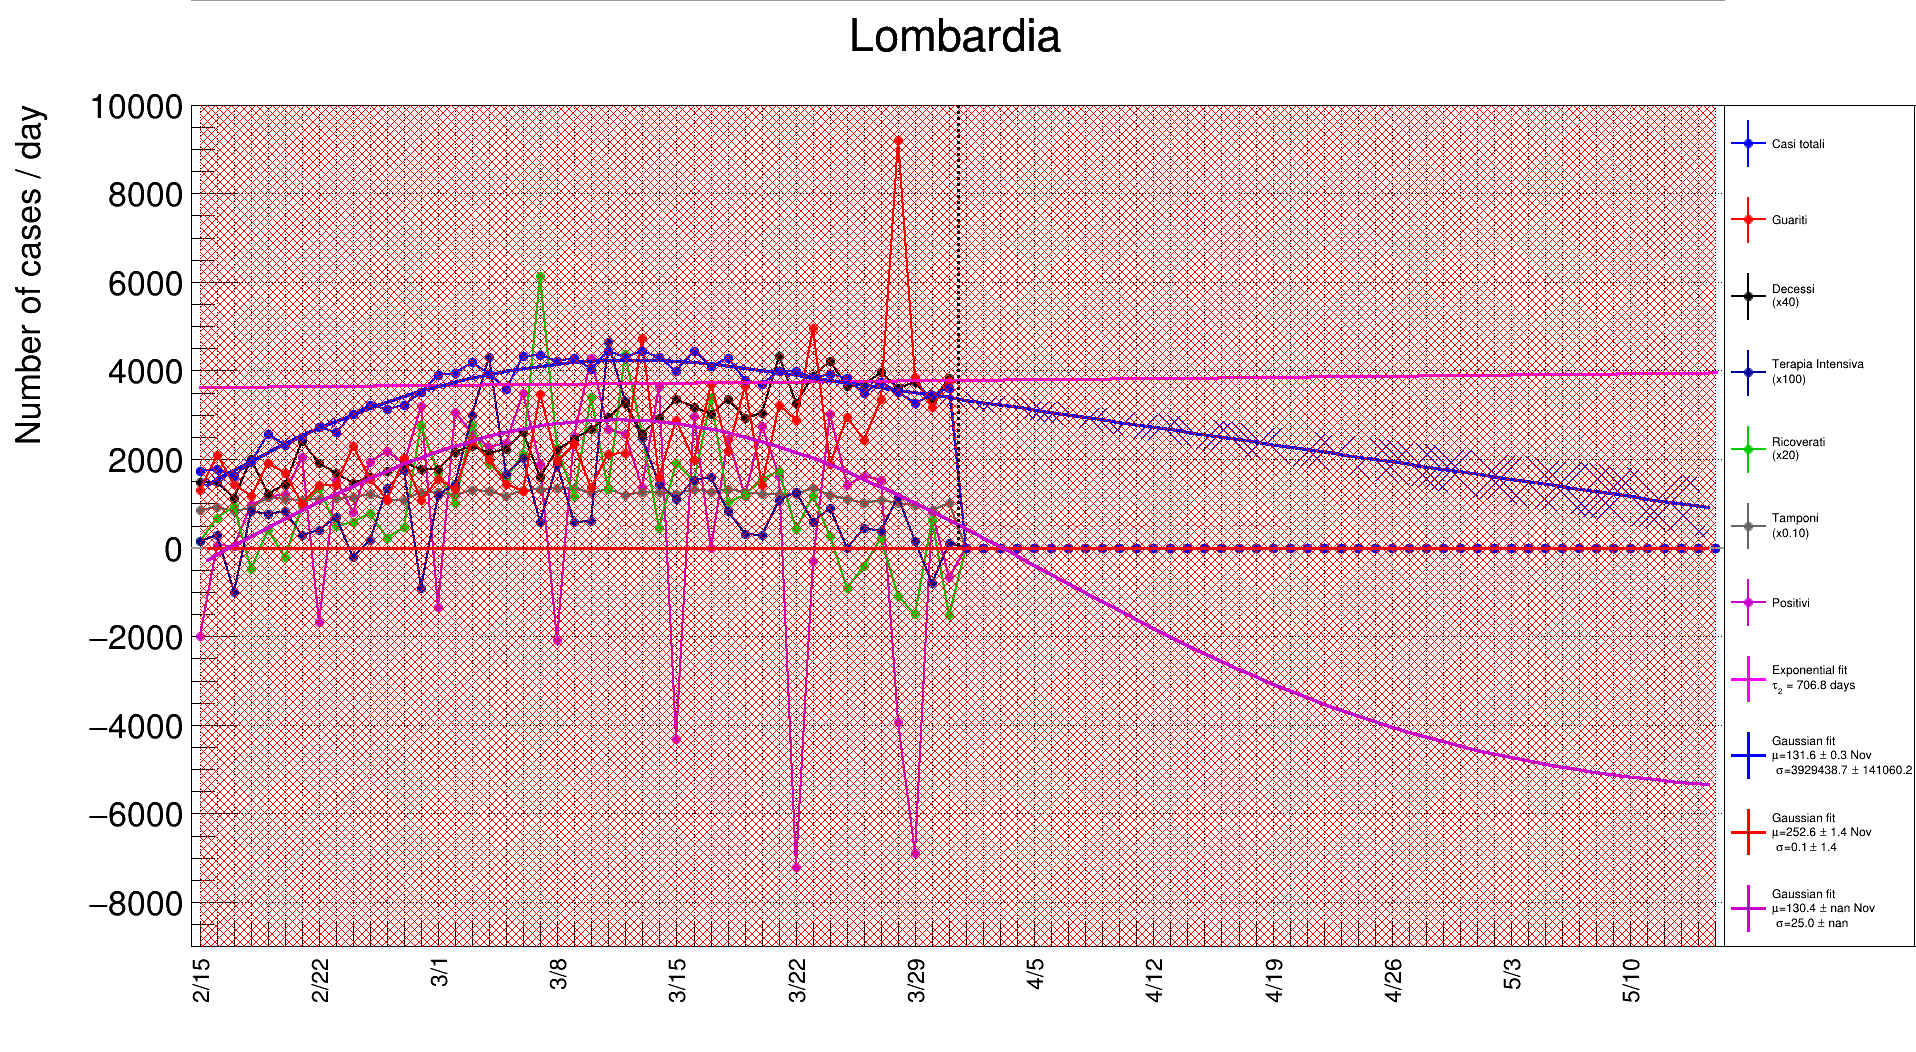 Lombardia
Number of cases / day
10000
8000
6000
4000
2000
0
−2000
−4000
−6000
−8000
2/15
2/22
3/1
3/8
3/15
3/22
3/29
4/5
4/12
4/19
4/26
5/3
5/10
Casi totali
Guariti
Decessi
(x40)
Terapia Intensiva
(x100)
Ricoverati
(x20)
Tamponi
(x0.10)
Positivi
Exponential fit
τ2 = 706.8 days
Gaussian fit
μ=131.6 ± 0.3 Nov
σ=3929438.7 ± 141060.2
Gaussian fit
μ=252.6 ± 1.4 Nov
σ=0.1 ± 1.4
Gaussian fit
μ=130.4 ± nan Nov
σ=25.0 ± nan